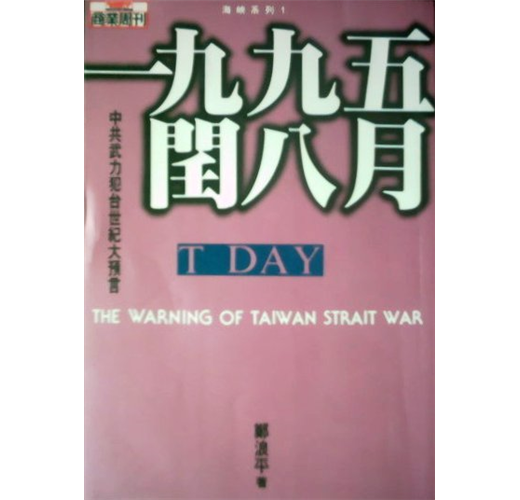 海峽系列 1
商業周刊
一九九五
閏八月
中共武力犯台世紀大預言
T DAY
THE WARNING OF TAIWAN STRAIT WAR
鄭浪平 著